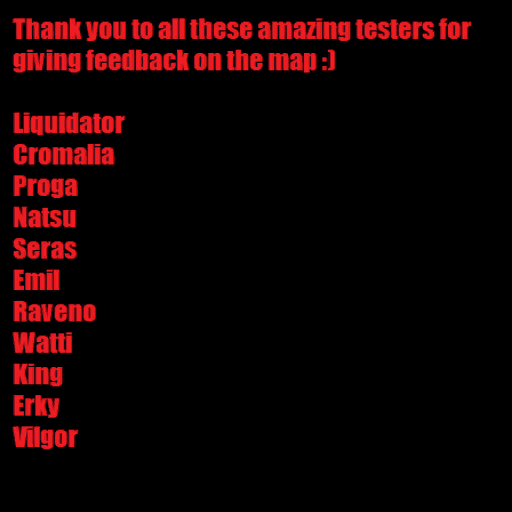 Thank you to all these amazing testers for
giving feedback on the map :)
Liquidator
Cromalia
Proga
Natsu
Seras
Emil
Raveno
Watti
King
Erky
Vilgor